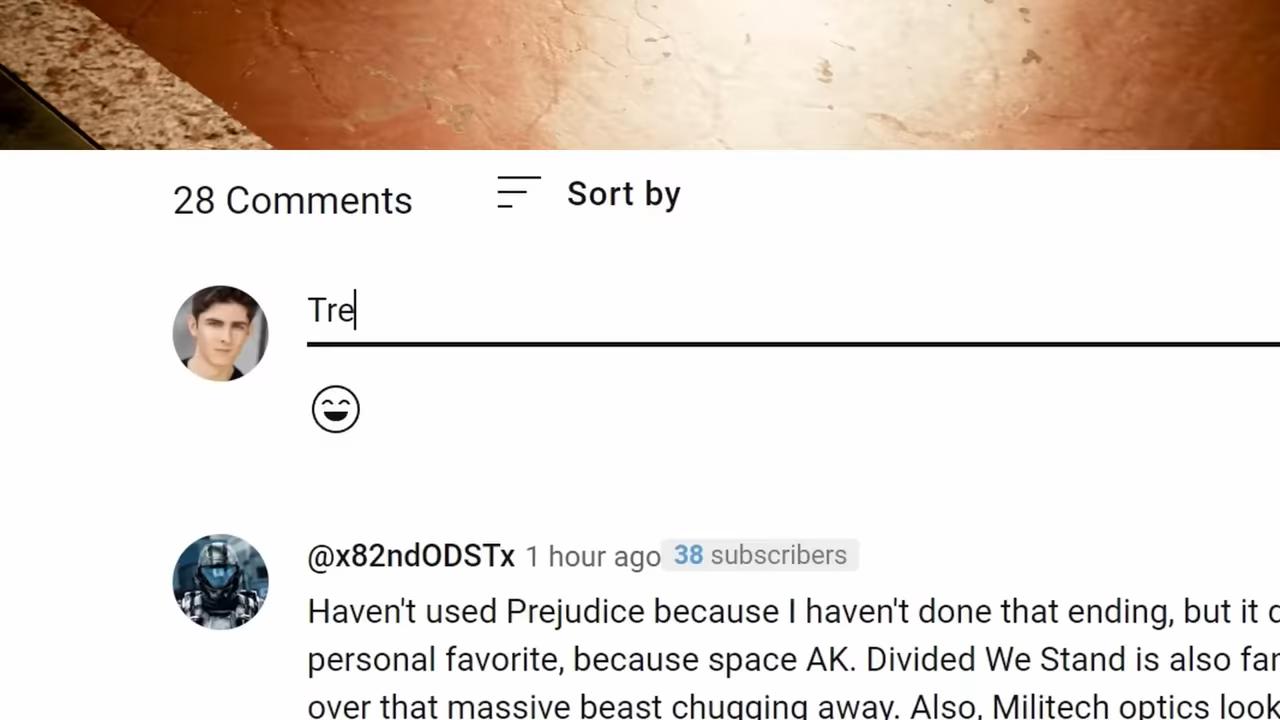 28 Comments
Sort by
Tre
@x82ndODSTx 1 hour ago 38 subscribers
Haven't used Prejudice because I haven't done that ending, but it
personal favorite, because space AK. Divided We Stand is also
over that massive beast chugging away. Also, Militech optics look